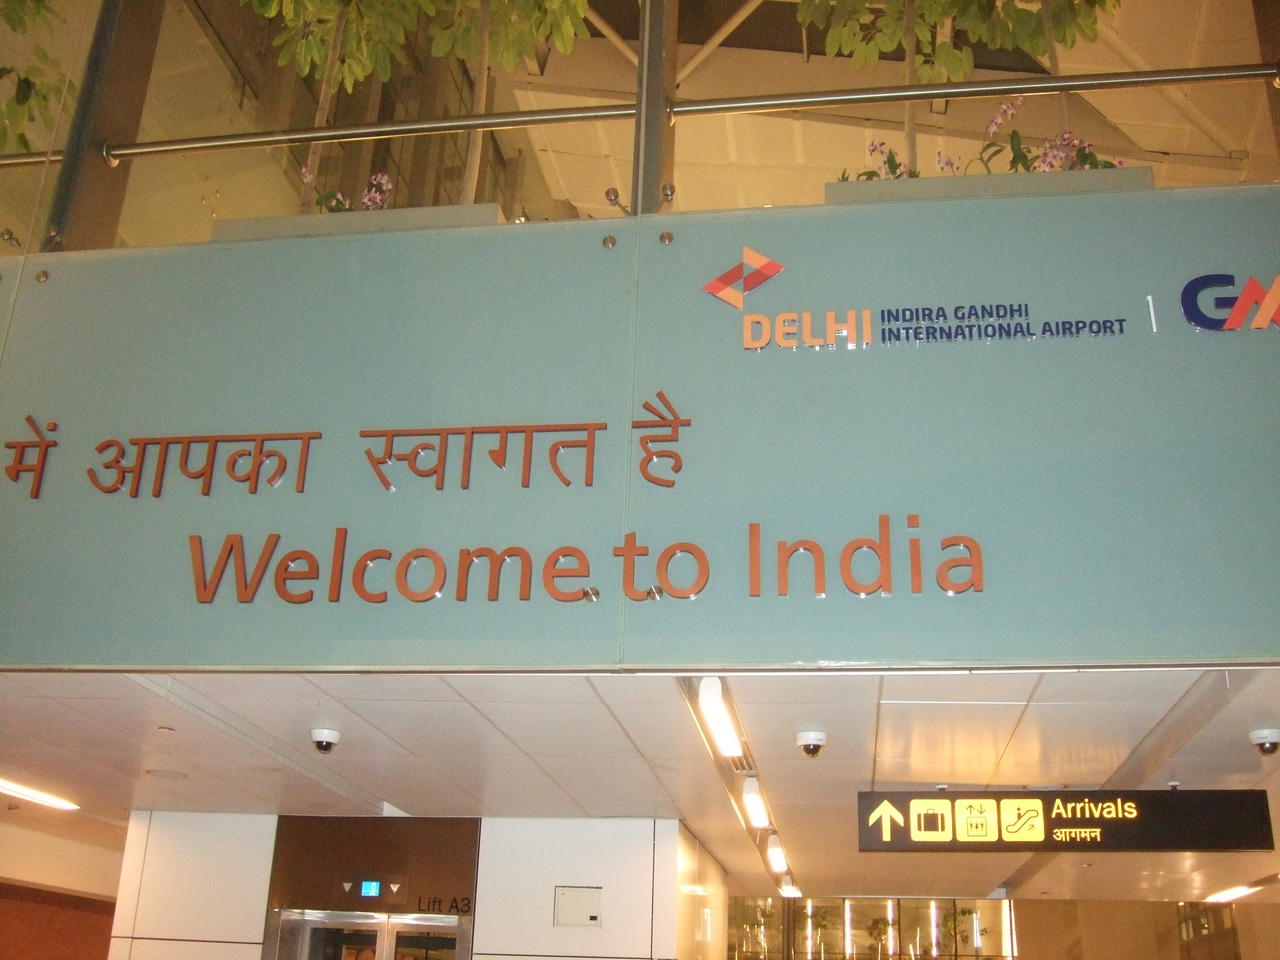 DELHI
INDIRA GANDHI
INTERNATIONAL AIRPORT
में आपका स्वागत है
Welcome to India
Arrivals
आगमन
Lift A3